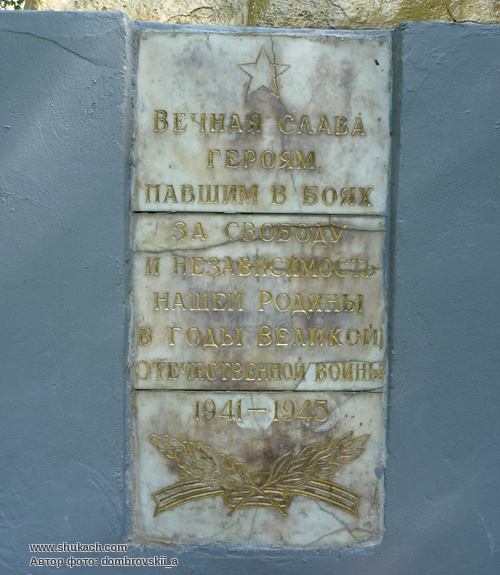 Вечная слава
героям,
павшим в боях
за свободу
и независимость
нашей Родины
в годы Великой
Отечественной войны
1941–1945
www.shukach.com
Автор фото: dombrovskii_a